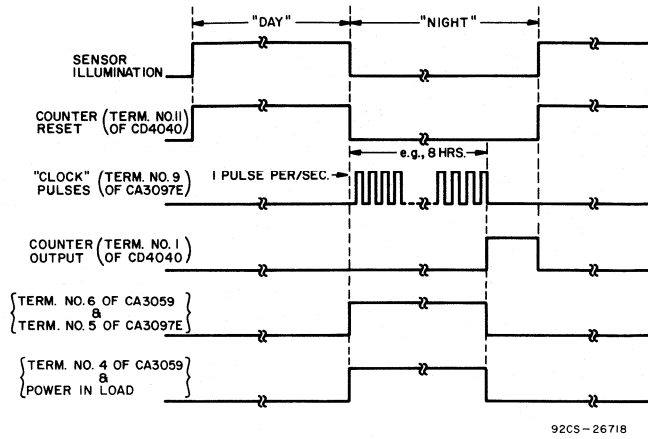 "DAY"
"NIGHT"
SENSOR
ILLUMINATION
COUNTER (TERM. NO.11)
RESET (OF CD4040)
e.g., 8 HRS.
1 PULSE PER/SEC.
"CLOCK" (TERM. NO. 9)
PULSES (OF CA3097E)
COUNTER (TERM. NO. 1)
OUTPUT (OF CD4040)
{TERM. NO. 6 OF CA3059
&
TERM. NO. 5 OF CA3097E}
{TERM. NO. 4 OF CA3059
&
POWER IN LOAD}
92CS-26718